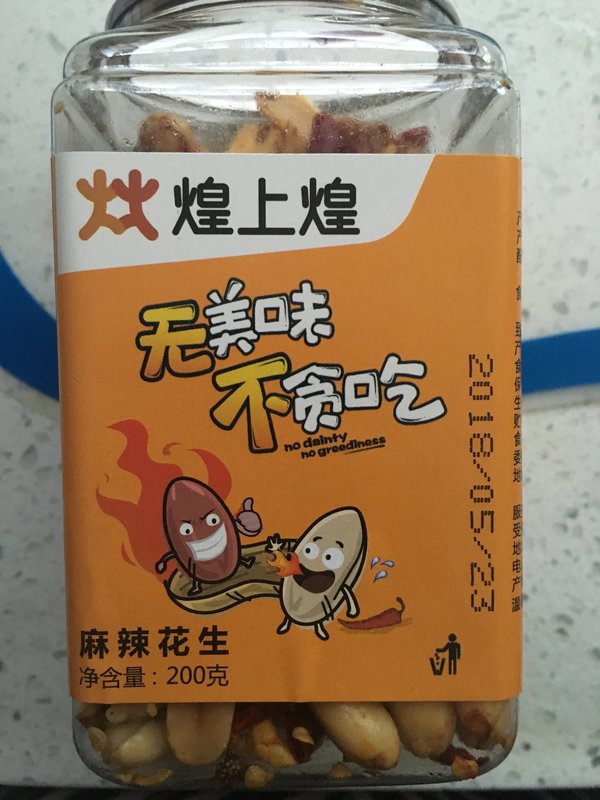 煌上煌
无美味
不贪吃
no dainty
no greediness
麻辣花生
净含量：200克
2018/05/23